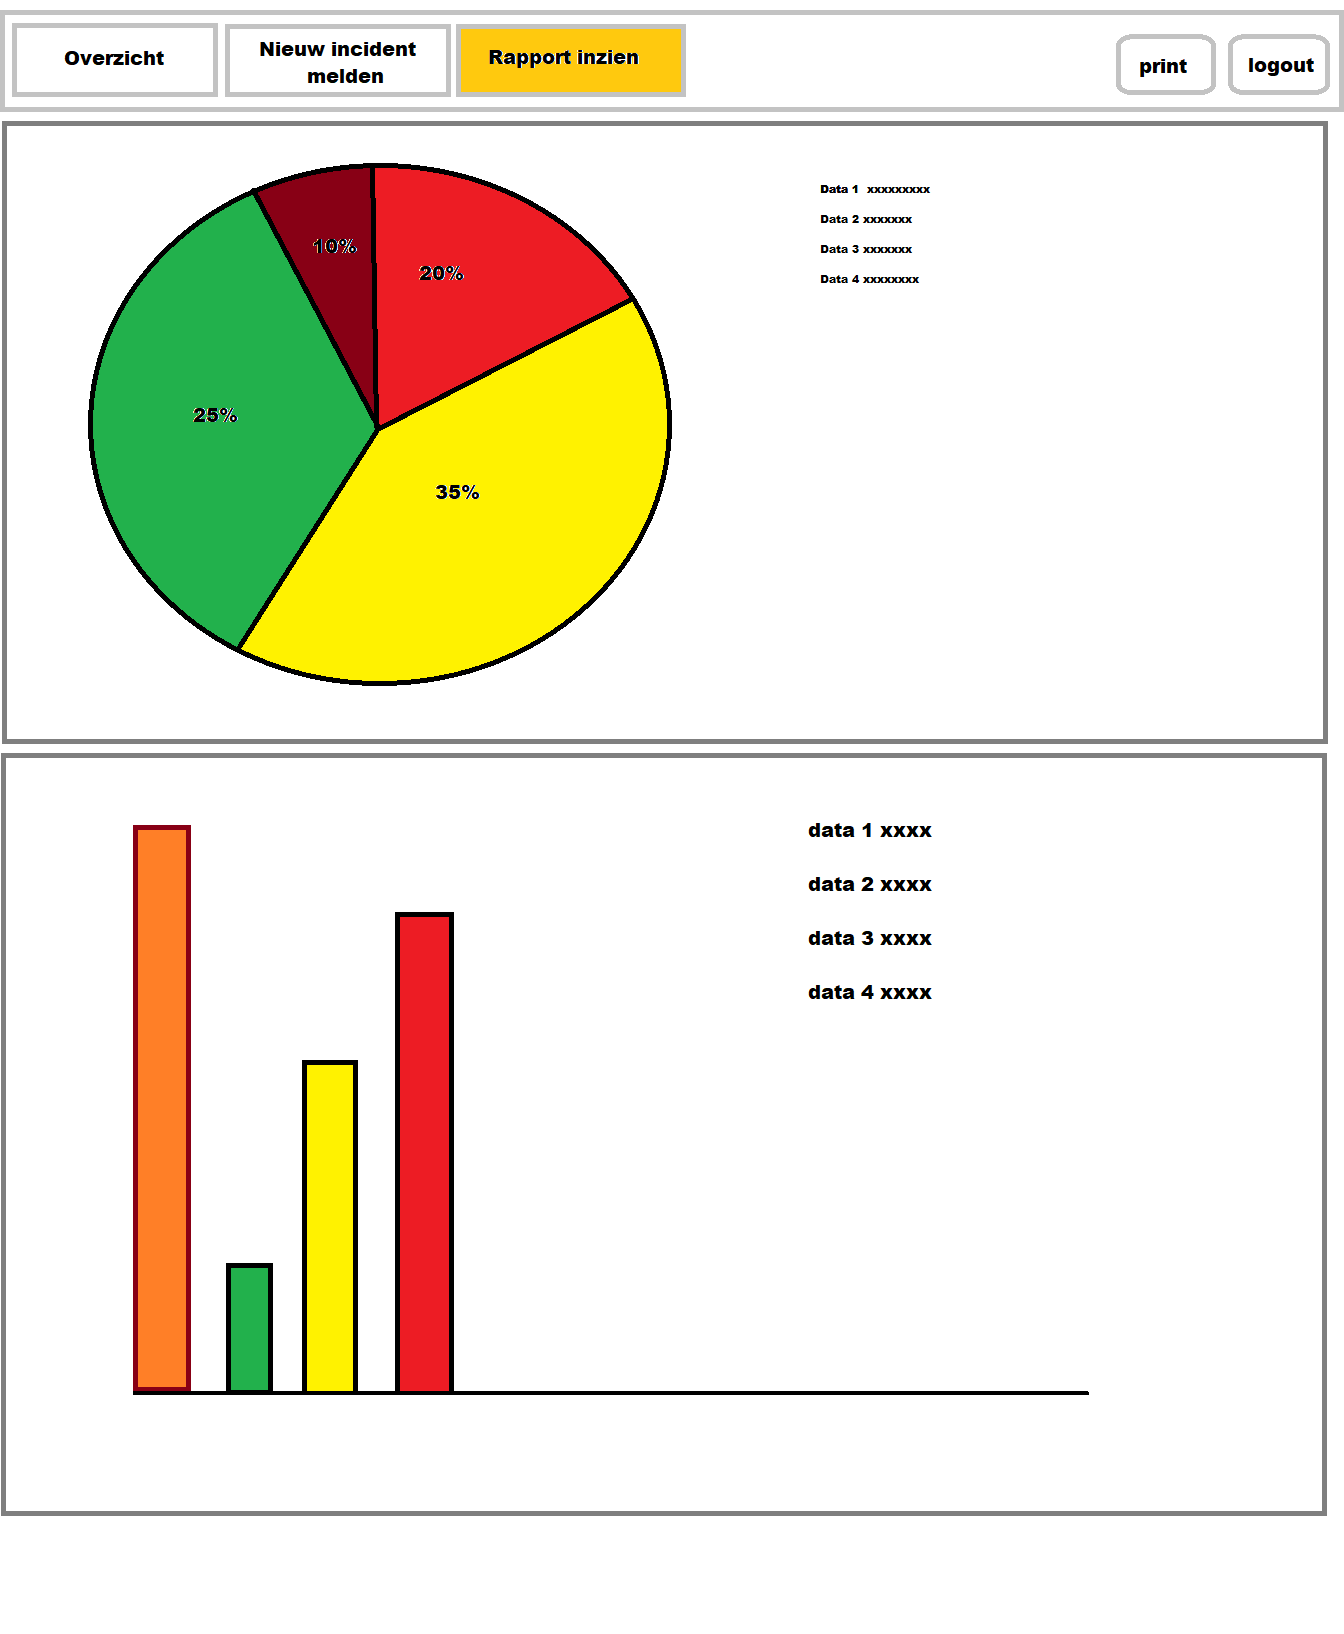 Overzicht
Nieuw incident
melden
Rapport inzien
print
logout
10%
20%
25%
35%
Data 1 xxxxxxxxx
Data 2 xxxxxxx
Data 3 xxxxxxx
Data 4 xxxxxxxx
data 1 xxxx
data 2 xxxx
data 3 xxxx
data 4 xxxx